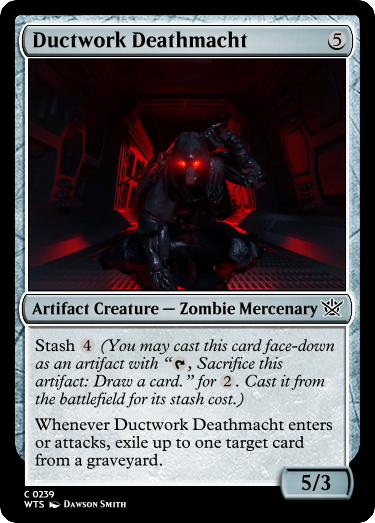 Ductwork Deathmacht 5
Artifact Creature — Zombie Mercenary
Stash 4 (You may cast this card face-down
as an artifact with “T, Sacrifice this
artifact: Draw a card.” for 2. Cast it from
the battlefield for its stash cost.)
Whenever Ductwork Deathmacht enters
or attacks, exile up to one target card
from a graveyard.
5/3
C 0239
WTS Dawson Smith